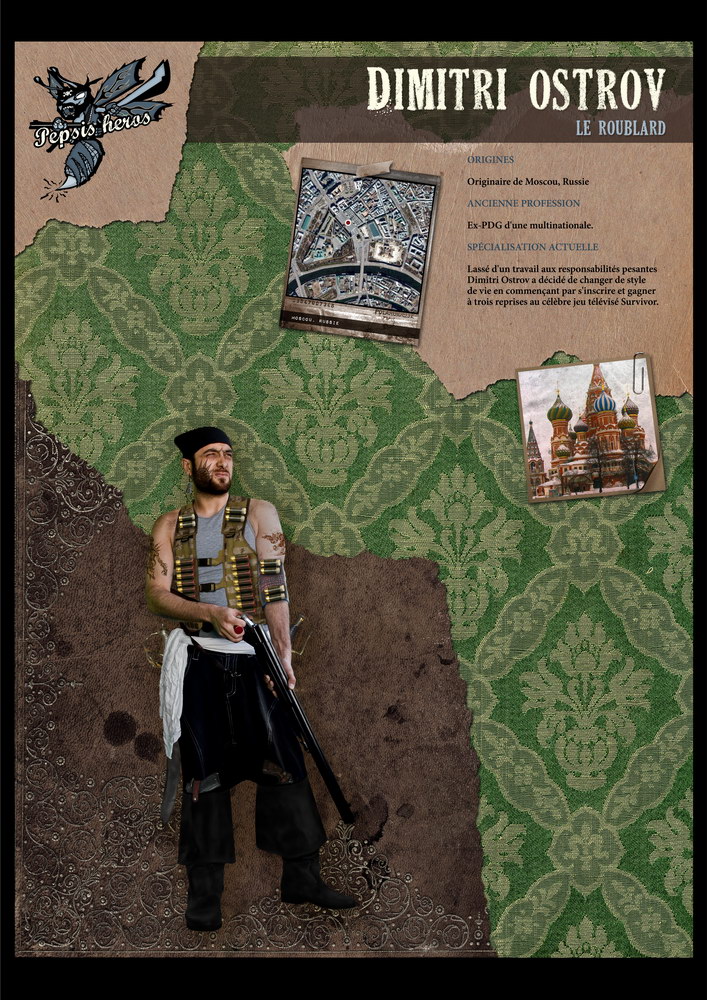 Pepsis heros
DIMITRI OSTROV
LE ROUBLARD
ORIGINES
Originaire de Moscou, Russie
ANCIENNE PROFESSION
Ex-PDG d'une multinationale.
SPÉCIALISATION ACTUELLE
Lassé d'un travail aux responsabilités pesantes
Dimitri Ostrov a décidé de changer de style
de vie en commençant par s'inscrire et gagner
à trois reprises au célèbre jeu télévisé Survivor.
MOSCOU, RUSSIE